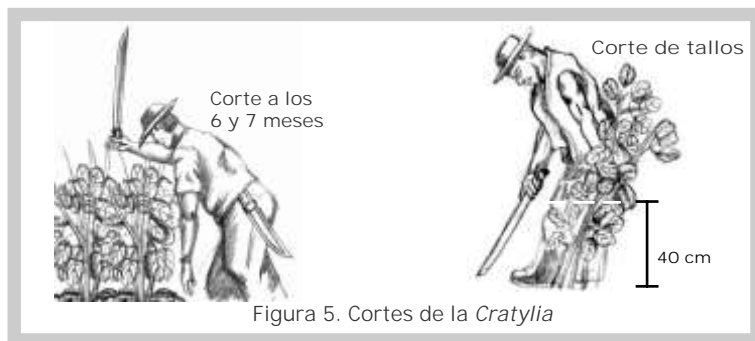 Corte a los
6 y 7 meses
Corte de tallos
40 cm
Figura 5. Cortes de la Cratylia